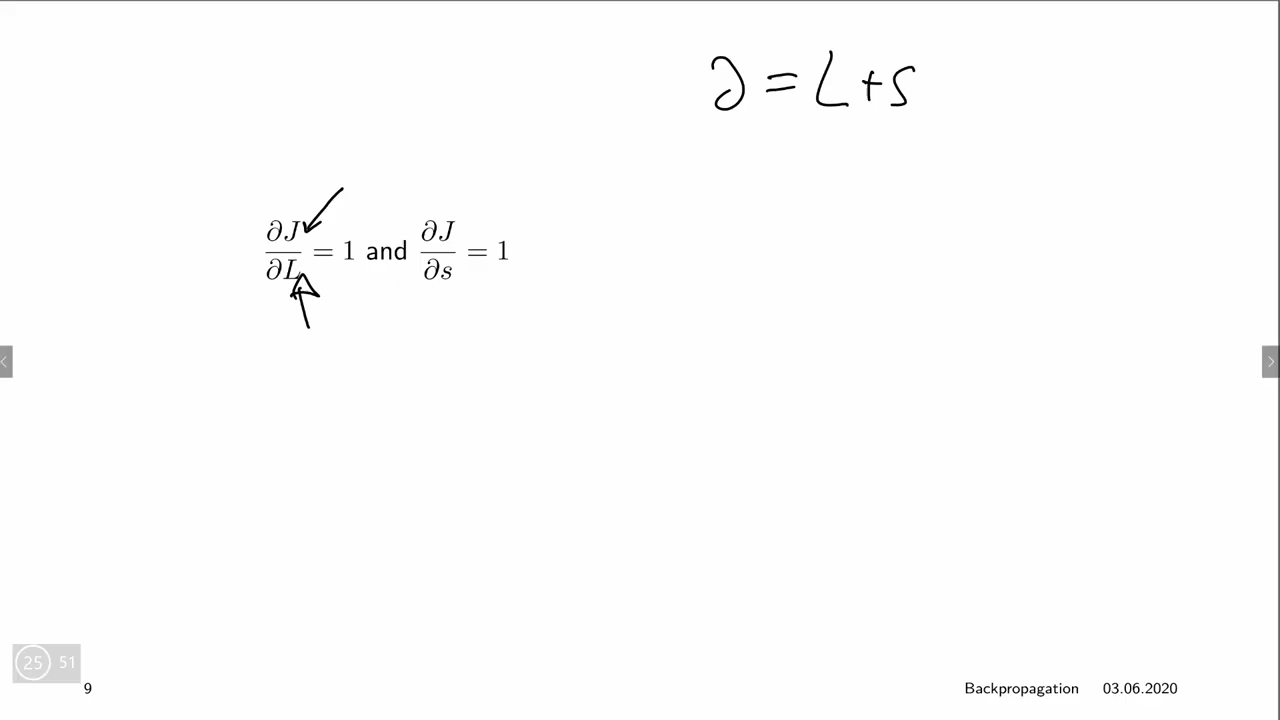 J = L + s
∂J/∂L = 1 and ∂J/∂s = 1
25 51
9 Backpropagation 03.06.2020